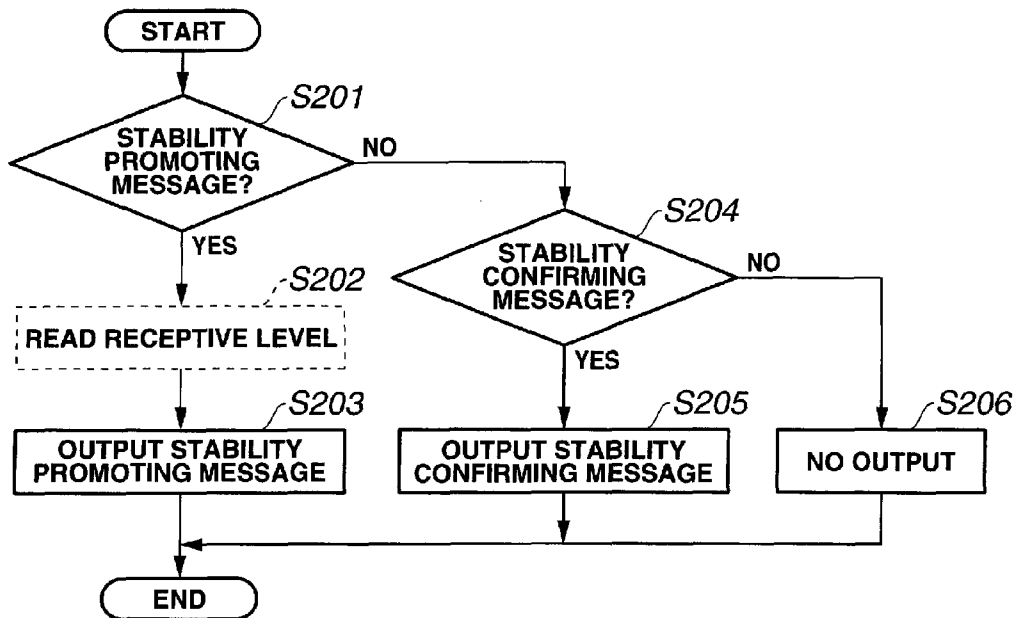 START
S201
STABILITY
PROMOTING
MESSAGE?
NO
YES
S204
STABILITY
CONFIRMING
MESSAGE?
NO
YES
S202
READ RECEPTIVE LEVEL
S203
OUTPUT STABILITY
PROMOTING MESSAGE
S205
OUTPUT STABILITY
CONFIRMING MESSAGE
S206
NO OUTPUT
END